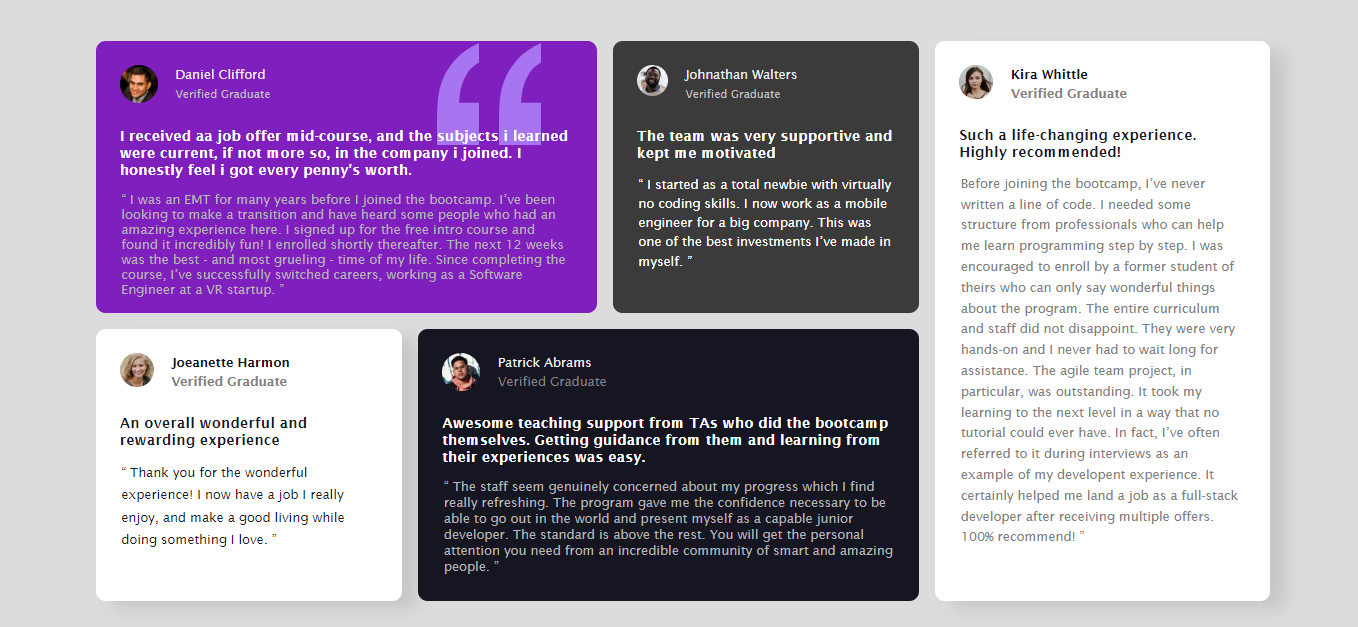 Daniel Clifford
Verified Graduate
I received aa job offer mid-course, and the subjects i learned
were current, if not more so, in the company i joined. I
honestly feel i got every penny's worth.
“ I was an EMT for many years before I joined the bootcamp. I’ve been
looking to make a transition and have heard some people who had an
amazing experience here. I signed up for the free intro course and
found it incredibly fun! I enrolled shortly thereafter. The next 12 weeks
was the best - and most grueling - time of my life. Since completing the
course, I’ve successfully switched careers, working as a Software
Engineer at a VR startup. ”
Johnathan Walters
Verified Graduate
The team was very supportive and
kept me motivated
“ I started as a total newbie with virtually
no coding skills. I now work as a mobile
engineer for a big company. This was
one of the best investments I’ve made in
myself. ”
Kira Whittle
Verified Graduate
Such a life-changing experience.
Highly recommended!
Before joining the bootcamp, I’ve never
written a line of code. I needed some
structure from professionals who can help
me learn programming step by step. I was
encouraged to enroll by a former student of
theirs who can only say wonderful things
about the program. The entire curriculum
and staff did not disappoint. They were very
hands-on and I never had to wait long for
assistance. The agile team project, in
particular, was outstanding. It took my
learning to the next level in a way that no
tutorial could ever have. In fact, I’ve often
referred to it during interviews as an
example of my developent experience. It
certainly helped me land a job as a full-stack
developer after receiving multiple offers.
100% recommend! ”
Joeanette Harmon
Verified Graduate
An overall wonderful and
rewarding experience
“ Thank you for the wonderful
experience! I now have a job I really
enjoy, and make a good living while
doing something I love. ”
Patrick Abrams
Verified Graduate
Awesome teaching support from TAs who did the bootcamp
themselves. Getting guidance from them and learning from
their experiences was easy.
“ The staff seem genuinely concerned about my progress which I find
really refreshing. The program gave me the confidence necessary to be
able to go out in the world and present myself as a capable junior
developer. The standard is above the rest. You will get the personal
attention you need from an incredible community of smart and amazing
people. ”